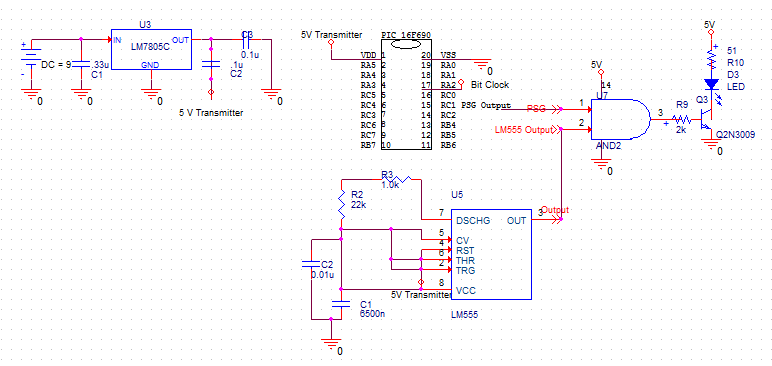 U3
IN
OUT
LM7805C
GND
DC = 9
.33u
C1
C3
0.1u
.1u
C2
0
0
0
0
5 V Transmitter
5V Transmitter
PIC 16F690
VDD 1 20 VSS
RA5 2 19 RA0
RA4 3 18 RA1
RA3 4 17 RA2
RC5 5 16 RC0
RC4 6 15 RC1
RC3 7 14 RC2
RC6 8 13 RB4
RC7 9 12 RB5
RB7 10 11 RB6
0
Bit Clock
PSG Output
PSG
LM555 Output
5V
14
U7
1
2
3
AND2
0
R9
2k
5V
51
R10
D3
LED
Q3
Q2N3009
0
R3
1.0k
R2
22k
U5
7 DSCHG
OUT 3
Output
5 CV
4 RST
6 THR
2 TRG
8 VCC
5V Transmitter
LM555
C2
0.01u
C1
6500n
0